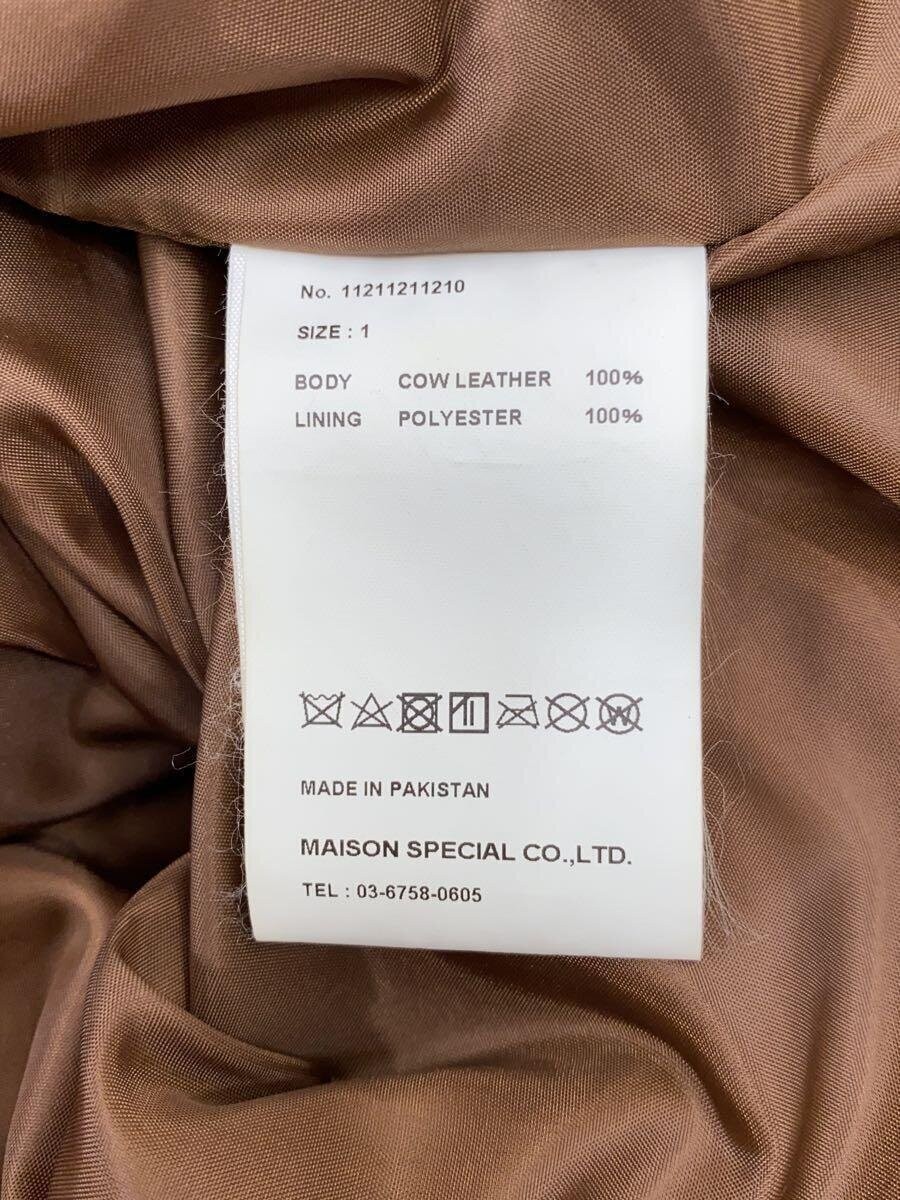 No. 11211211210
SIZE : 1
BODY COW LEATHER 100%
LINING POLYESTER 100%
MADE IN PAKISTAN
MAISON SPECIAL CO.,LTD.
TEL : 03-6758-0605